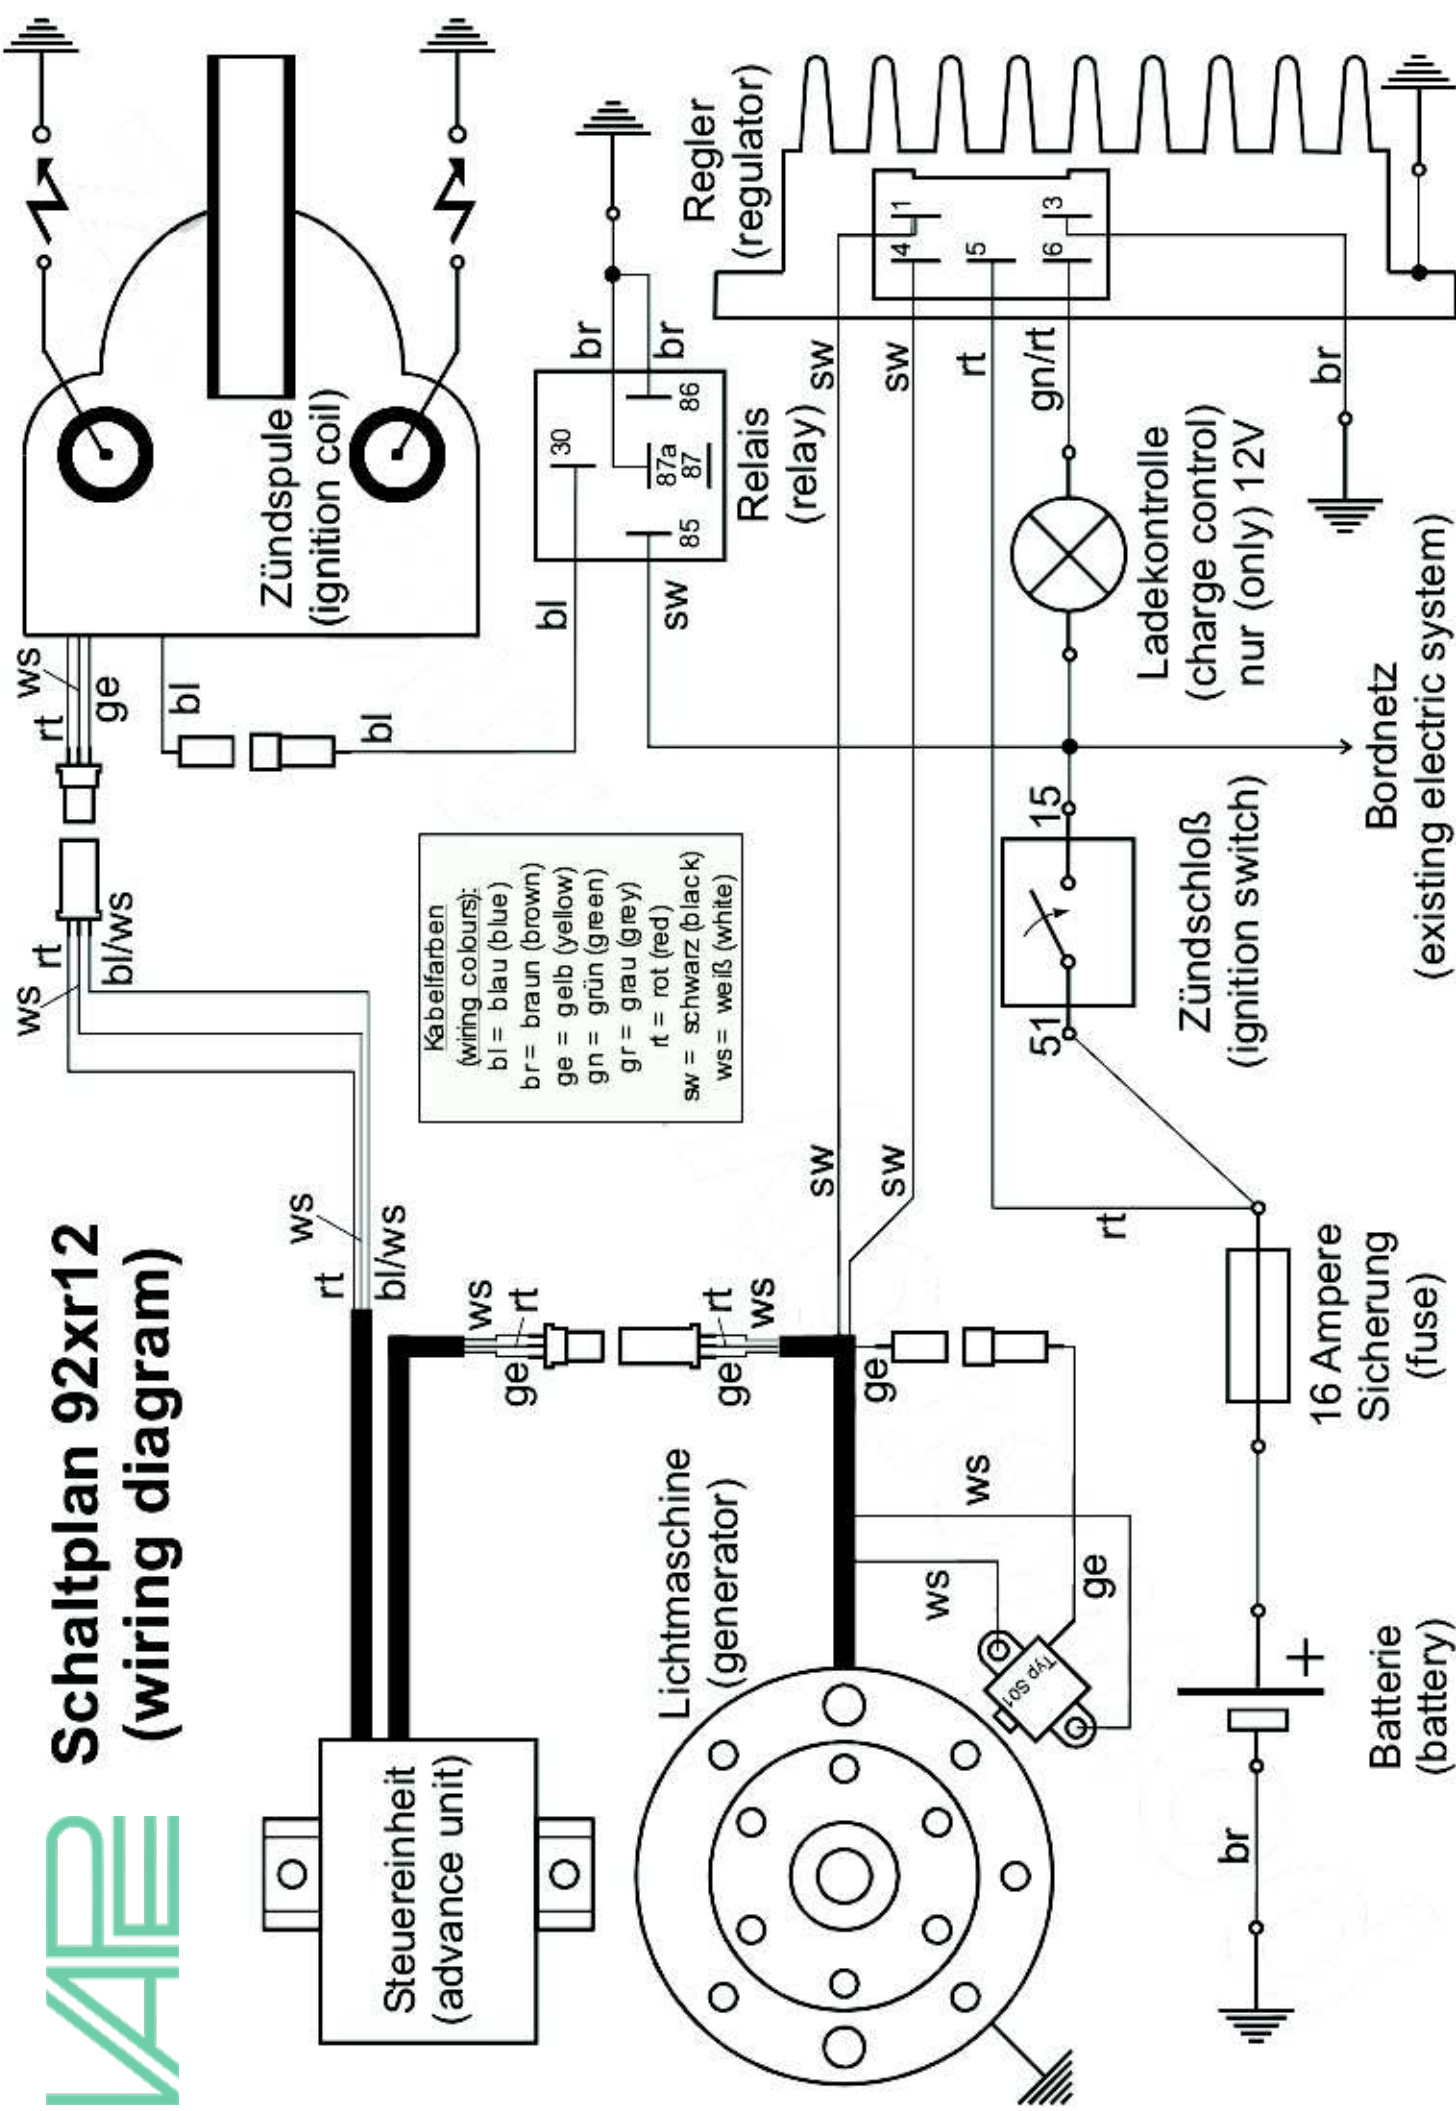 VAPE
Schaltplan 92xr12
(wiring diagram)
Steuereinheit
(advance unit)
rt
ws
bl/ws
ws
rt
bl/ws
rt
ws
ge
bl
bl
bl
Zündspule
(ignition coil)
Kabelfarben
(wiring colours):
bl = blau (blue)
br = braun (brown)
ge = gelb (yellow)
gn = grün (green)
gr = grau (grey)
rt = rot (red)
sw = schwarz (black)
ws = weiß (white)
ws
rt
ge
rt
ws
ge
ge
30
87a
87
86
85
br
br
sw
Relais
(relay)
Regler
(regulator)
1
4
5
3
6
sw
sw
rt
gn/rt
br
sw
sw
Lichtmaschine
(generator)
ws
ws
ge
Typ S01
Ladekontrolle
(charge control)
nur (only) 12V
15
51
Zündschloß
(ignition switch)
Bordnetz
(existing electric system)
rt
16 Ampere
Sicherung
(fuse)
+
Batterie
(battery)
br